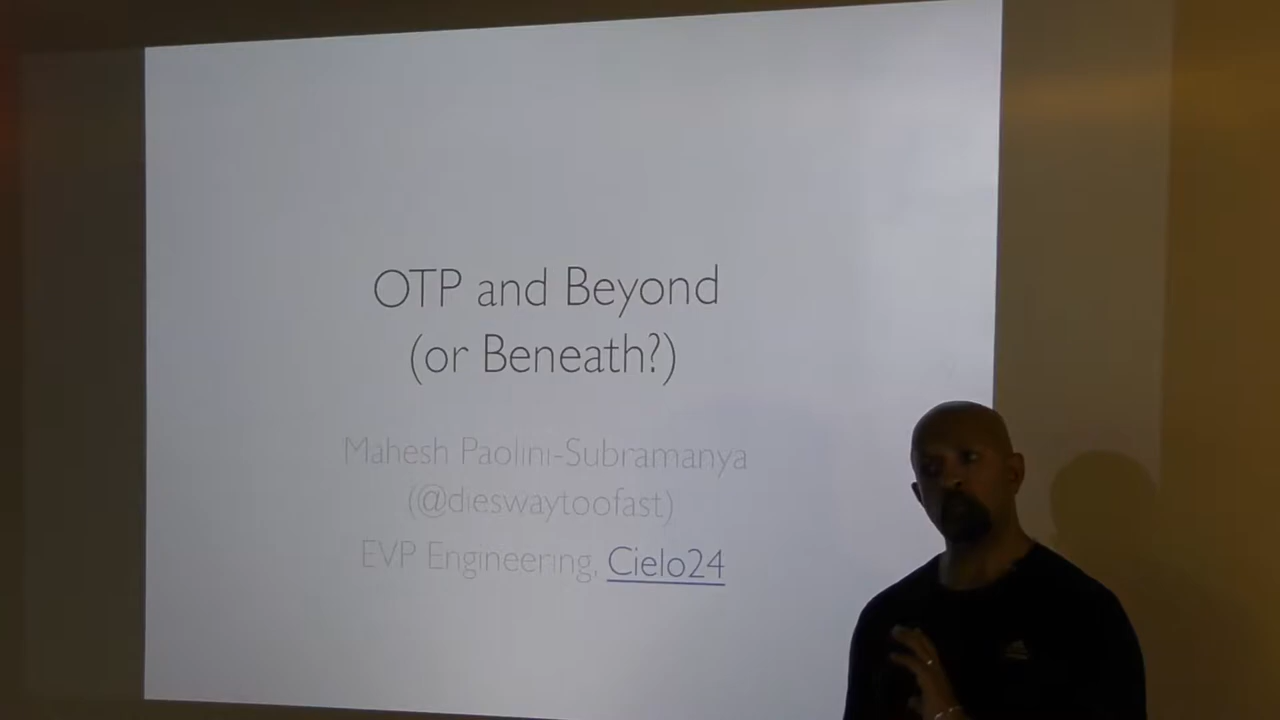 OTP and Beyond
(or Beneath?)
Mahesh Paolini-Subramanya
(@dieswaytoofast)
EVP Engineering, Cielo24